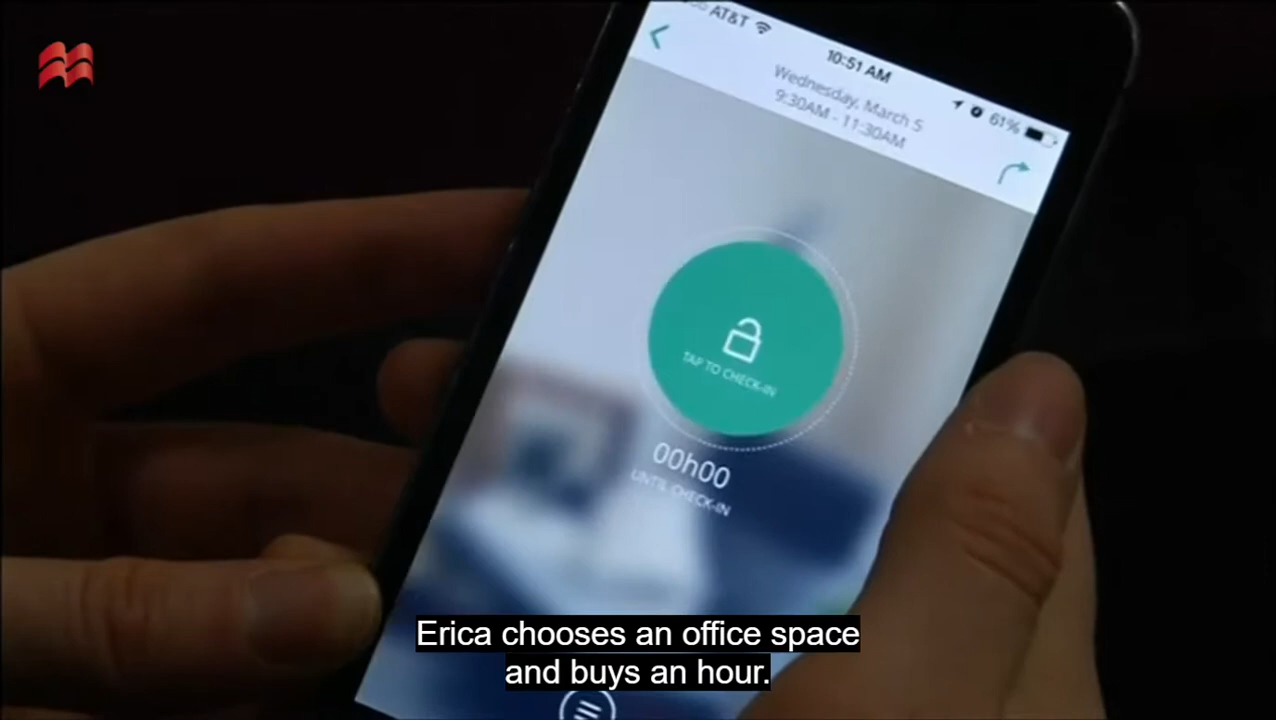 AT&T
10:51 AM
61%
Wednesday, March 5
9:30AM - 11:30AM
TAP TO CHECK-IN
00h00
UNTIL CHECK-IN
Erica chooses an office space
and buys an hour.